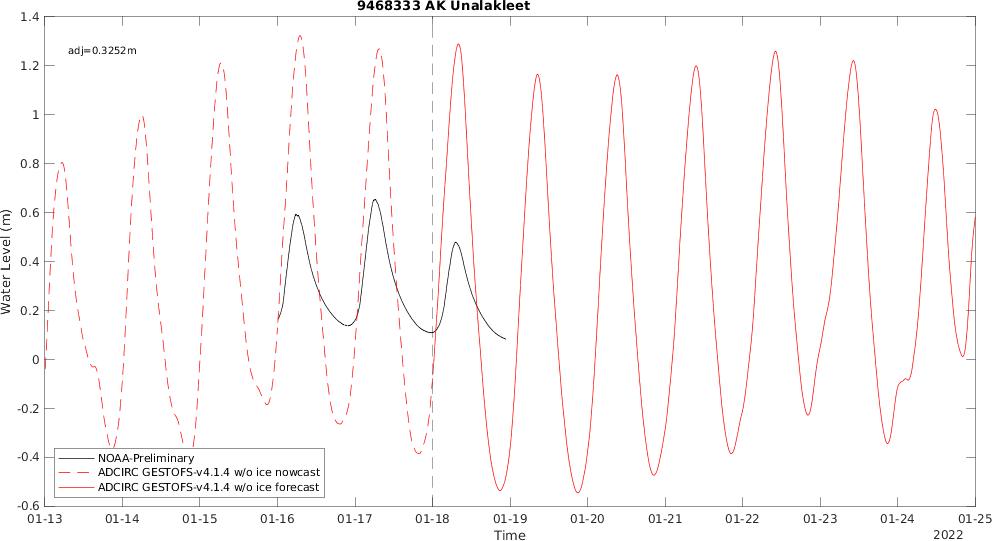 9468333 AK Unalakleet
adj=0.3252m
1.4
1.2
1
0.8
0.6
0.4
0.2
0
-0.2
-0.4
-0.6
Water Level (m)
NOAA-Preliminary
ADCIRC GESTOFS-v4.1.4 w/o ice nowcast
ADCIRC GESTOFS-v4.1.4 w/o ice forecast
01-13 01-14 01-15 01-16 01-17 01-18 01-19 01-20 01-21 01-22 01-23 01-24 01-25
Time
2022